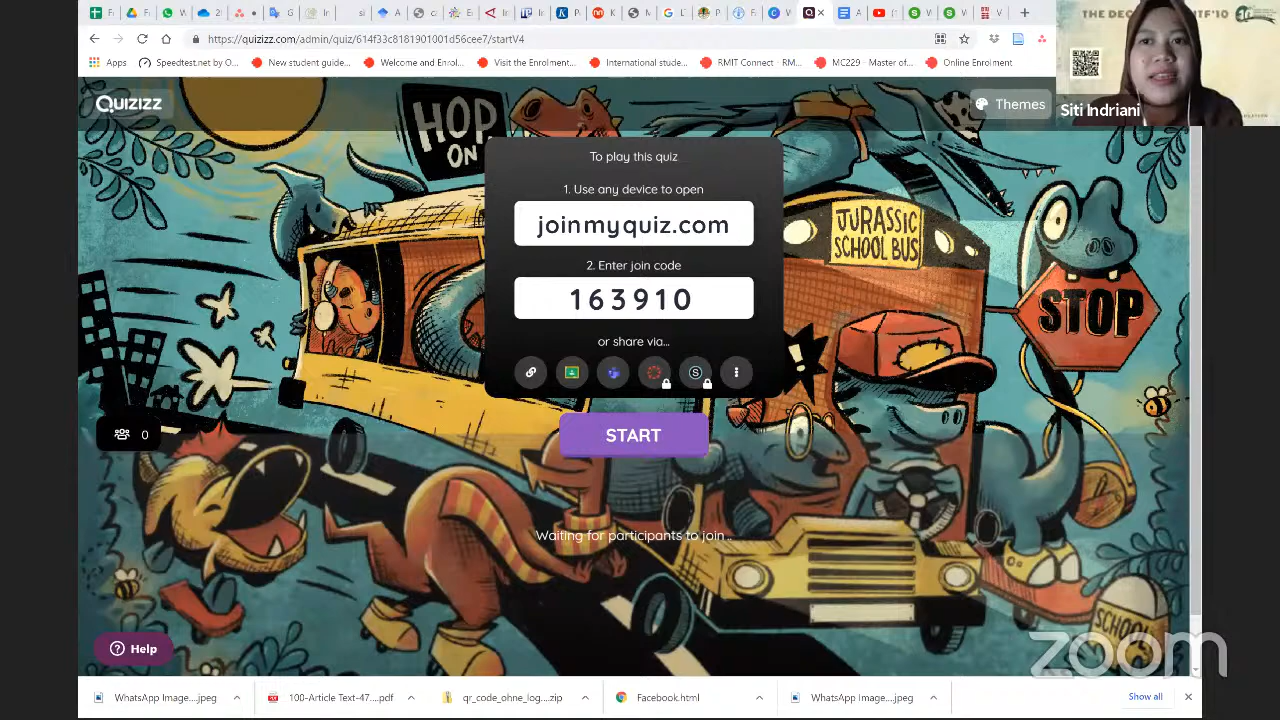 https://quizizz.com/admin/quiz/614f33c8181901001d56cee7/startV4
Apps
Speedtest.net by O...
New student guide...
Welcome and Enrol...
Visit the Enrolment...
International stude...
RMIT Connect - RM...
MC229 - Master of...
Online Enrolment
Siti Indriani
Quizizz
Themes
HOP
ON
To play this quiz
1. Use any device to open
joinmyquiz.com
2. Enter join code
163910
or share via...
JURASSIC
SCHOOL BUS
STOP
0
START
Waiting for participants to join...
SCHOOL
Help
zoom
WhatsApp Image....jpeg
100-Article Text-47...pdf
qr_code_ohne_log....zip
Facebook.html
WhatsApp Image....jpeg
Show all